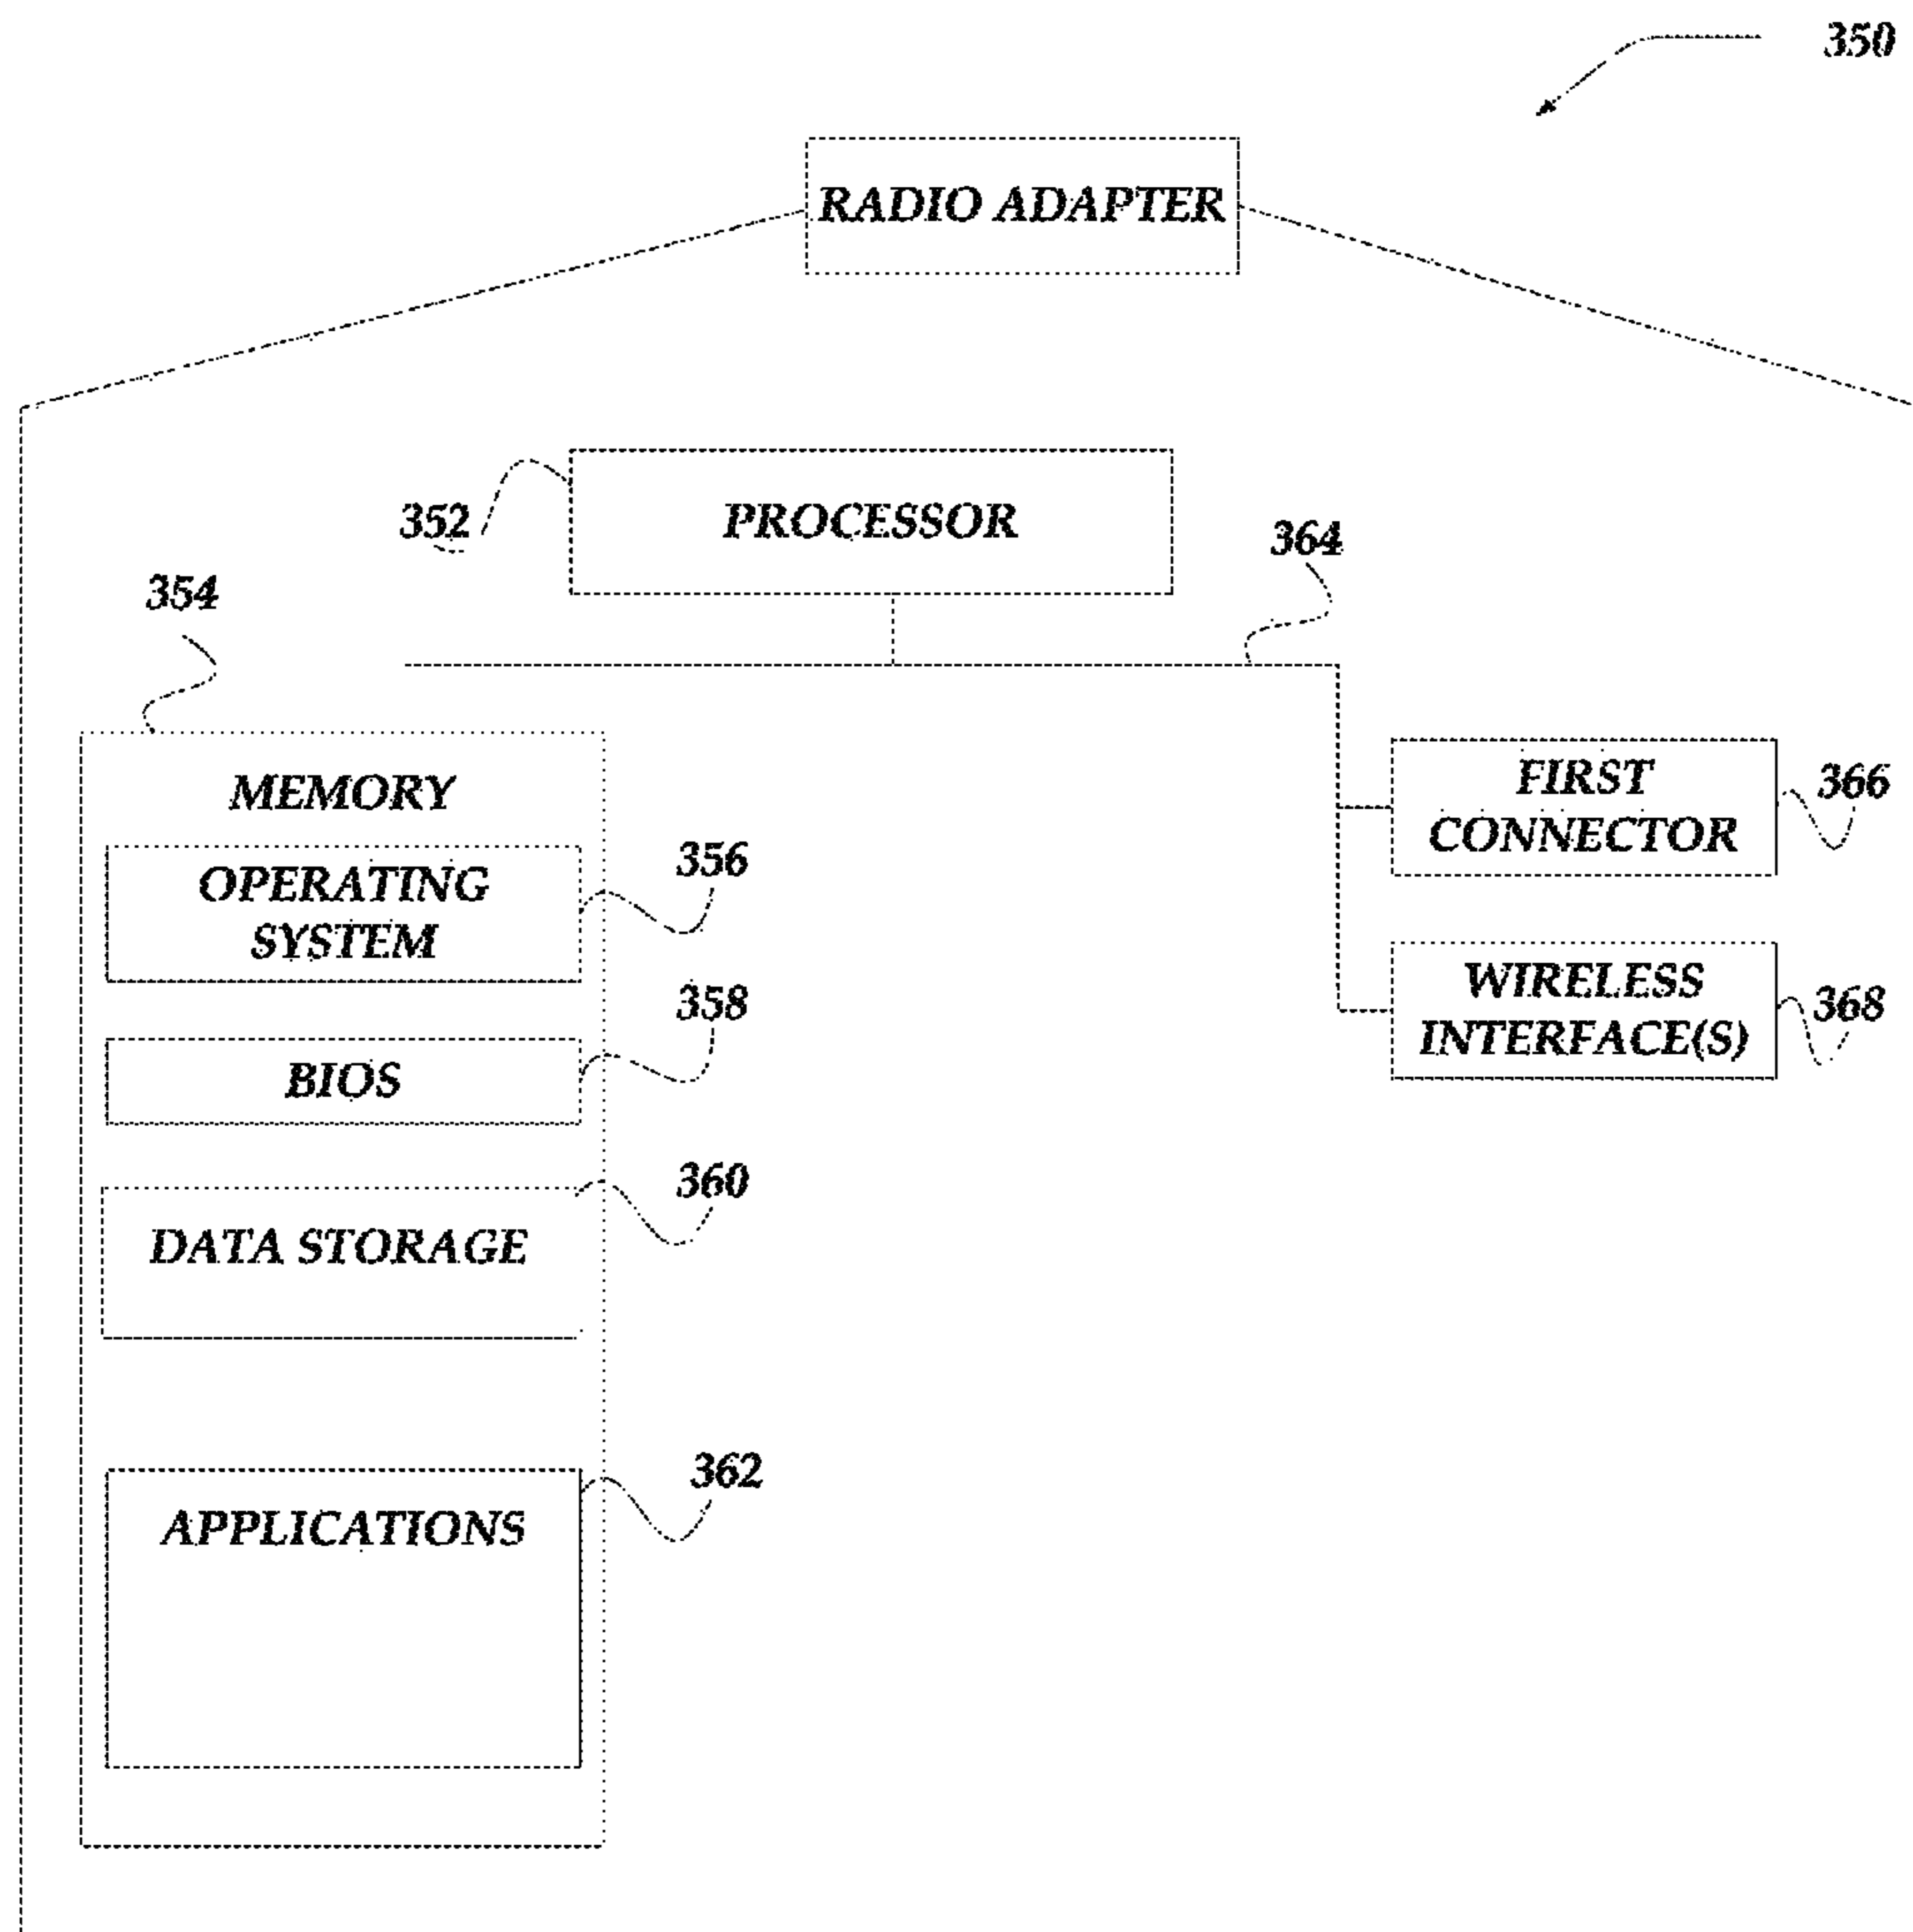 350
RADIO ADAPTER
PROCESSOR
352
364
354
MEMORY
OPERATING
SYSTEM
356
BIOS
358
DATA STORAGE
360
APPLICATIONS
362
FIRST
CONNECTOR
366
WIRELESS
INTERFACE(S)
368